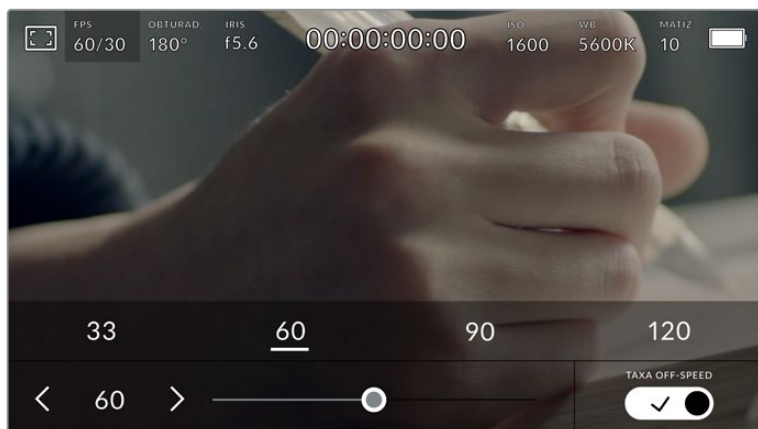 FPS OBTURAD. IRIS ISO WB MATIZ
60/30 180° f5.6 00:00:00:00 1600 5600K 10
33 60 90 120
TAXA OFF-SPEED
60